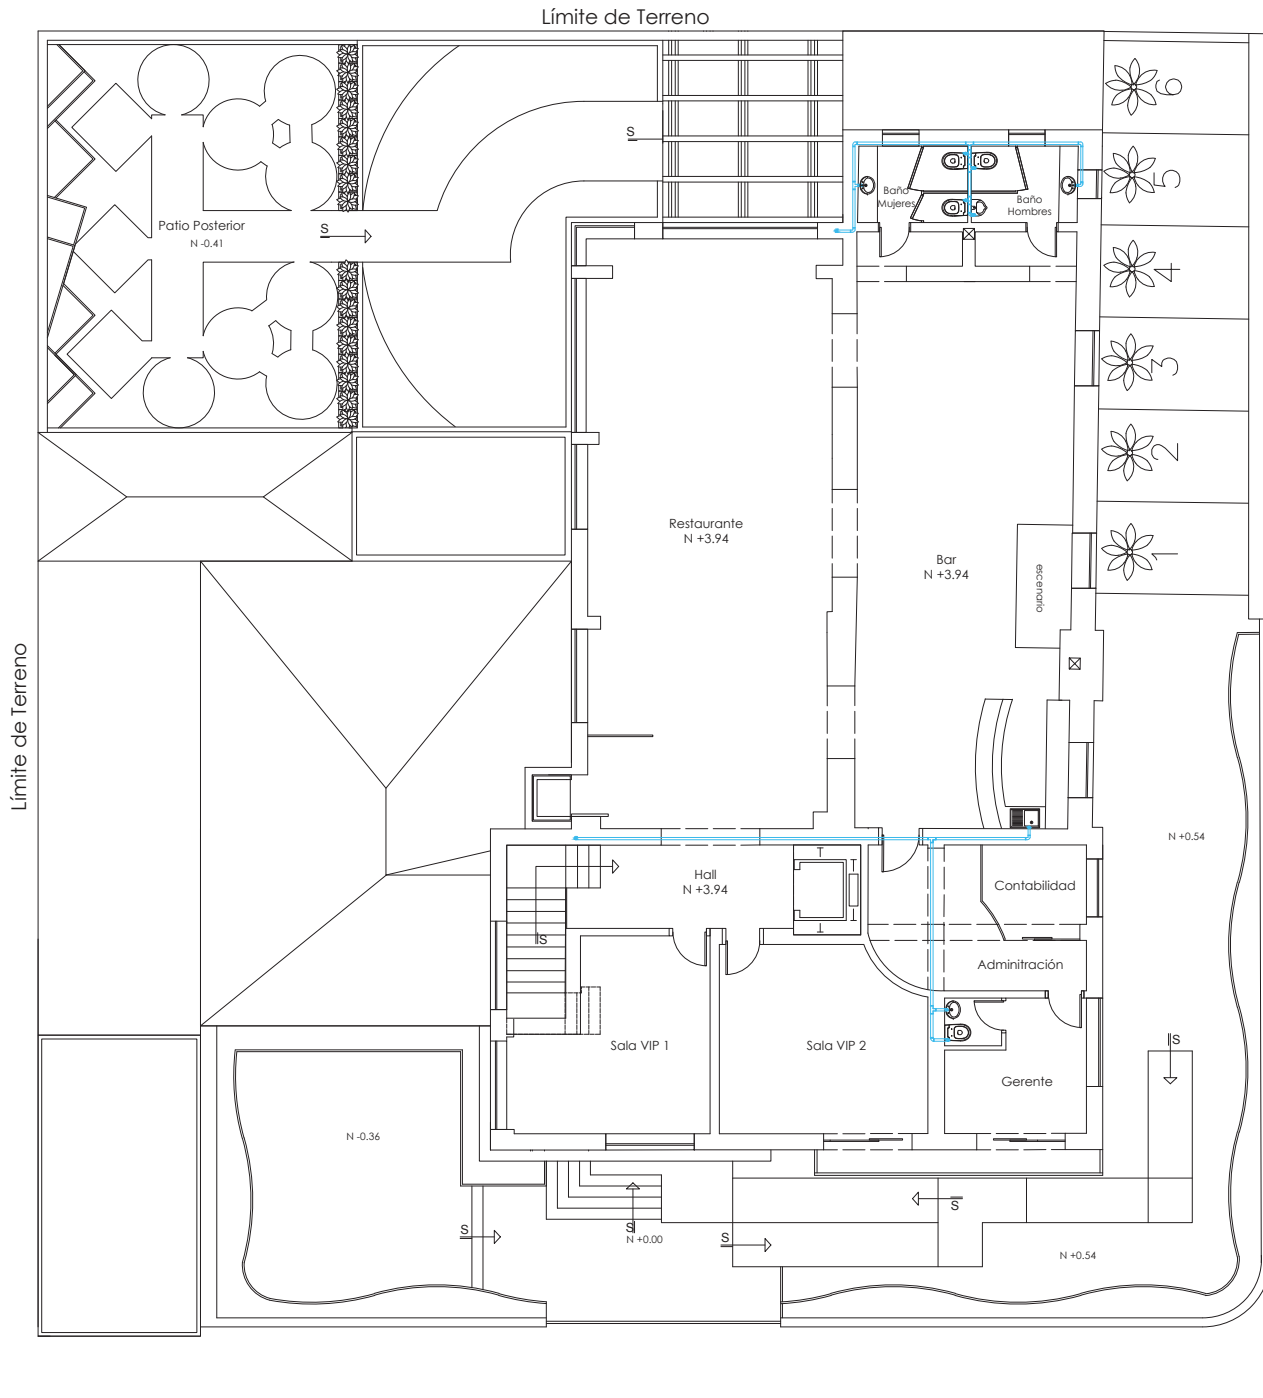 Límite de Terreno
6
5
4
3
2
1
S
Baño
Mujeres
Baño
Hombres
Patio Posterior
N -0.41
S
Restaurante
N +3.94
Bar
N +3.94
escenario
Límite de Terreno
N +0.54
Hall
N +3.94
Contabilidad
S
Adminitración
Sala VIP 1
Sala VIP 2
S
Gerente
N -0.36
S
S
S
N +0.00
S
N +0.54